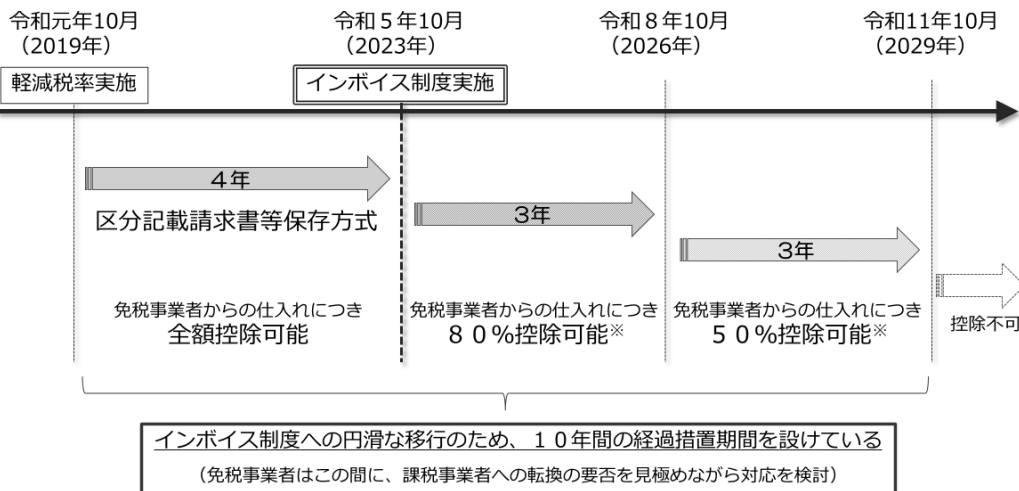 令和元年10月
（2019年）
令和５年10月
（2023年）
令和８年10月
（2026年）
令和11年10月
（2029年）
軽減税率実施
インボイス制度実施
４年
区分記載請求書等保存方式
３年
３年
免税事業者からの仕入れにつき
全額控除可能
免税事業者からの仕入れにつき
８０％控除可能※
免税事業者からの仕入れにつき
５０％控除可能※
控除不可
インボイス制度への円滑な移行のため、１０年間の経過措置期間を設けている
（免税事業者はこの間に、課税事業者への転換の要否を見極めながら対応を検討）